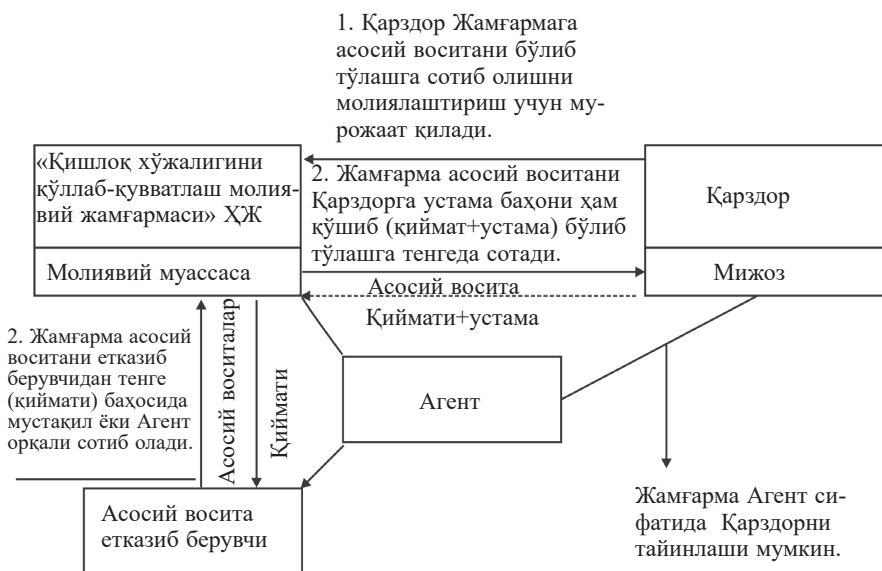 1. Қарздор Жамғармага
асосий воситани бўлиб
тўлашга сотиб олишни
молиялаштириш учун му-
рожаат қилади.
«Қишлоқ хўжалигини
қўллаб-қувватлаш молия-
вий жамғармаси» ҲЖ
Молиявий муассаса
2. Жамғарма асосий воситани
Қарздорга устама баҳони ҳам
қўшиб (қиймат+устама) бўлиб
тўлашга тенгеда сотади.
Қарздор
Мижоз
Асосий восита
Қиймати+устама
2. Жамғарма асосий
воситани етказиб
берувчидан тенге
(қиймати) баҳосида
мустақил ёки Агент
орқали сотиб олади.
Асосий воситалар
Қиймати
Агент
Асосий восита
етказиб берувчи
Жамғарма Агент си-
фатида Қарздорни
тайинлаши мумкин.